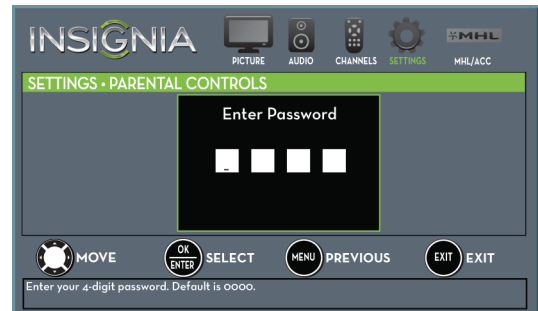 INSIGNIA
PICTURE AUDIO CHANNELS SETTINGS MHL MHL/ACC
SETTINGS • PARENTAL CONTROLS
Enter Password
_
MOVE OK ENTER SELECT MENU PREVIOUS EXIT EXIT
Enter your 4-digit password. Default is 0000.